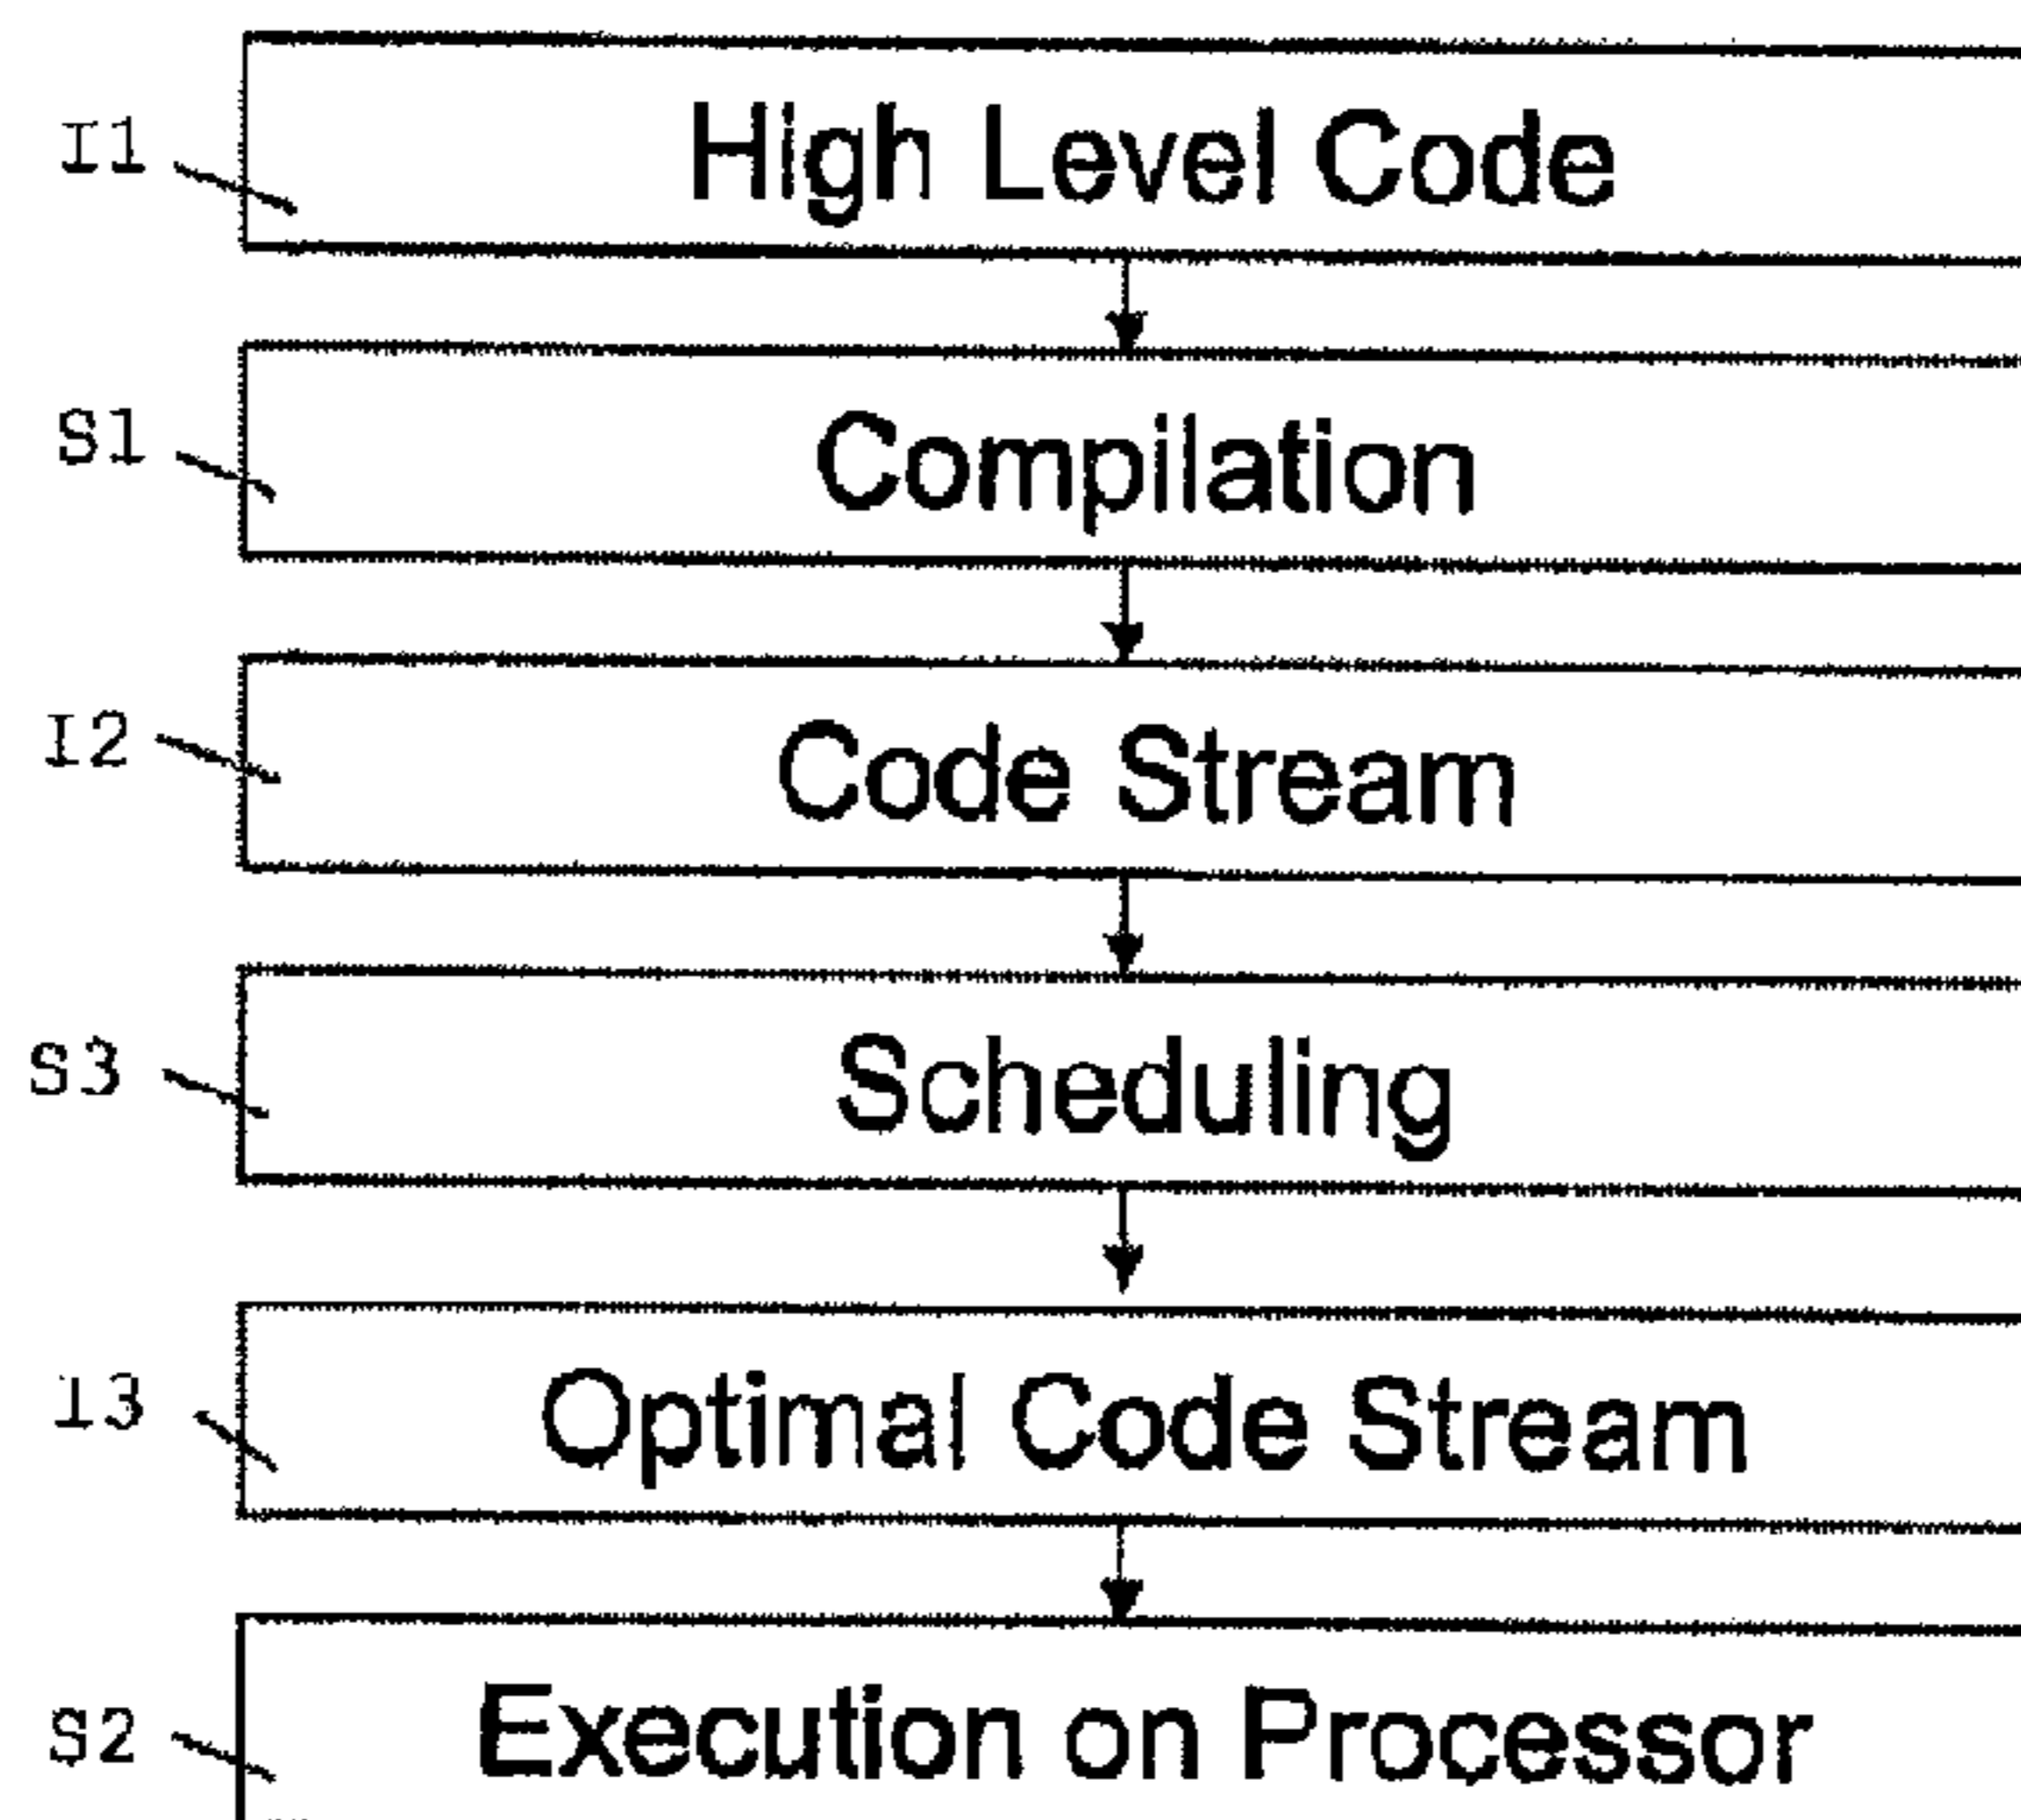 I1 High Level Code
S1 Compilation
I2 Code Stream
S3 Scheduling
I3 Optimal Code Stream
S2 Execution on Processor